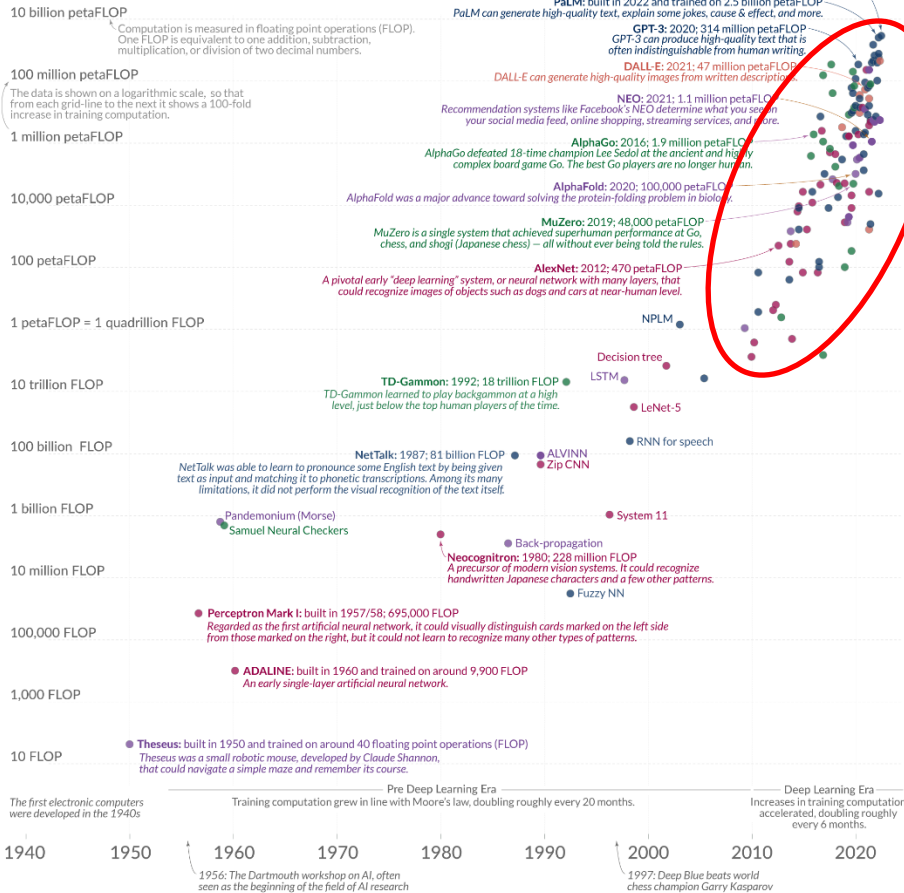 PaLM: built in 2022 and trained on 2.5 billion petaFLOP
PaLM can generate high-quality text, explain some jokes, cause & effect, and more.
10 billion petaFLOP
Computation is measured in floating point operations (FLOP).
One FLOP is equivalent to one addition, subtraction,
multiplication, or division of two decimal numbers.
GPT-3: 2020; 314 million petaFLOP
GPT-3 can produce high-quality text that is
often indistinguishable from human writing.
DALL-E: 2021; 47 million petaFLOP
DALL-E can generate high-quality images from written descriptions.
100 million petaFLOP
The data is shown on a logarithmic scale, so that
from each grid-line to the next it shows a 100-fold
increase in training computation.
NEO: 2021; 1.1 million petaFLOP
Recommendation systems like Facebook's NEO determine what you see on
your social media feed, online shopping, streaming services, and more.
1 million petaFLOP
AlphaGo: 2016; 1.9 million petaFLOP
AlphaGo defeated 18-time champion Lee Sedol at the ancient and highly
complex board game Go. The best Go players are no longer human.
AlphaFold: 2020; 100,000 petaFLOP
AlphaFold was a major advance toward solving the protein-folding problem in biology.
10,000 petaFLOP
MuZero: 2019; 48,000 petaFLOP
MuZero is a single system that achieved superhuman performance at Go,
chess, and shogi (Japanese chess) — all without ever being told the rules.
100 petaFLOP
AlexNet: 2012; 470 petaFLOP
A pivotal early "deep learning" system, or neural network with many layers, that
could recognize images of objects such as dogs and cars at near-human level.
1 petaFLOP = 1 quadrillion FLOP
NPLM
Decision tree
LSTM
10 trillion FLOP
TD-Gammon: 1992; 18 trillion FLOP
TD-Gammon learned to play backgammon at a high
level, just below the top human players of the time.
LeNet-5
RNN for speech
100 billion FLOP
NetTalk: 1987; 81 billion FLOP
NetTalk was able to learn to pronounce some English text by being given
text as input and matching it to phonetic transcriptions. Among its many
limitations, it did not perform the visual recognition of the text itself.
ALVINN
Zip CNN
1 billion FLOP
Pandemonium (Morse)
Samuel Neural Checkers
System 11
Back-propagation
Neocognitron: 1980; 228 million FLOP
A precursor of modern vision systems. It could recognize
handwritten Japanese characters and a few other patterns.
10 million FLOP
Fuzzy NN
Perceptron Mark I: built in 1957/58; 695,000 FLOP
Regarded as the first artificial neural network, it could visually distinguish cards marked on the left side
from those marked on the right, but it could not learn to recognize many other types of patterns.
100,000 FLOP
ADALINE: built in 1960 and trained on around 9,900 FLOP
An early single-layer artificial neural network.
1,000 FLOP
Theseus: built in 1950 and trained on around 40 floating point operations (FLOP)
Theseus was a small robotic mouse, developed by Claude Shannon,
that could navigate a simple maze and remember its course.
10 FLOP
The first electronic computers
were developed in the 1940s
Pre Deep Learning Era
Training computation grew in line with Moore's law, doubling roughly every 20 months.
Deep Learning Era
Increases in training computation
accelerated, doubling roughly
every 6 months.
1940 1950 1960 1970 1980 1990 2000 2010 2020
1956: The Dartmouth workshop on AI, often
seen as the beginning of the field of AI research
1997: Deep Blue beats world
chess champion Garry Kasparov